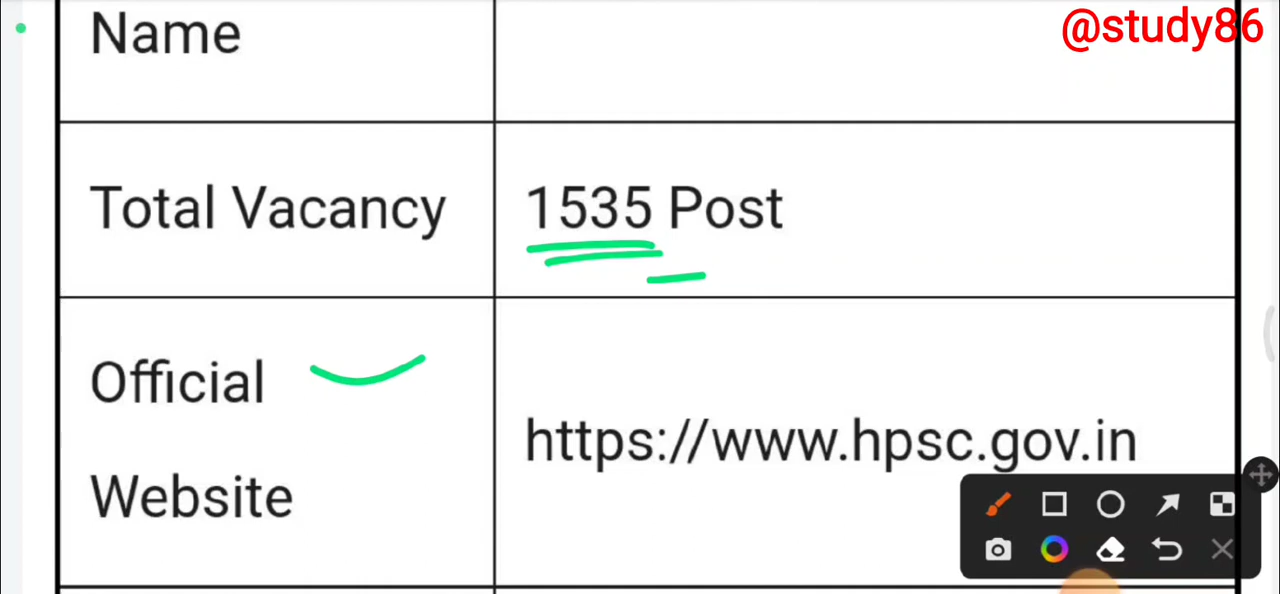 @study86
Name
Total Vacancy
1535 Post
Official
Website
https://www.hpsc.gov.in